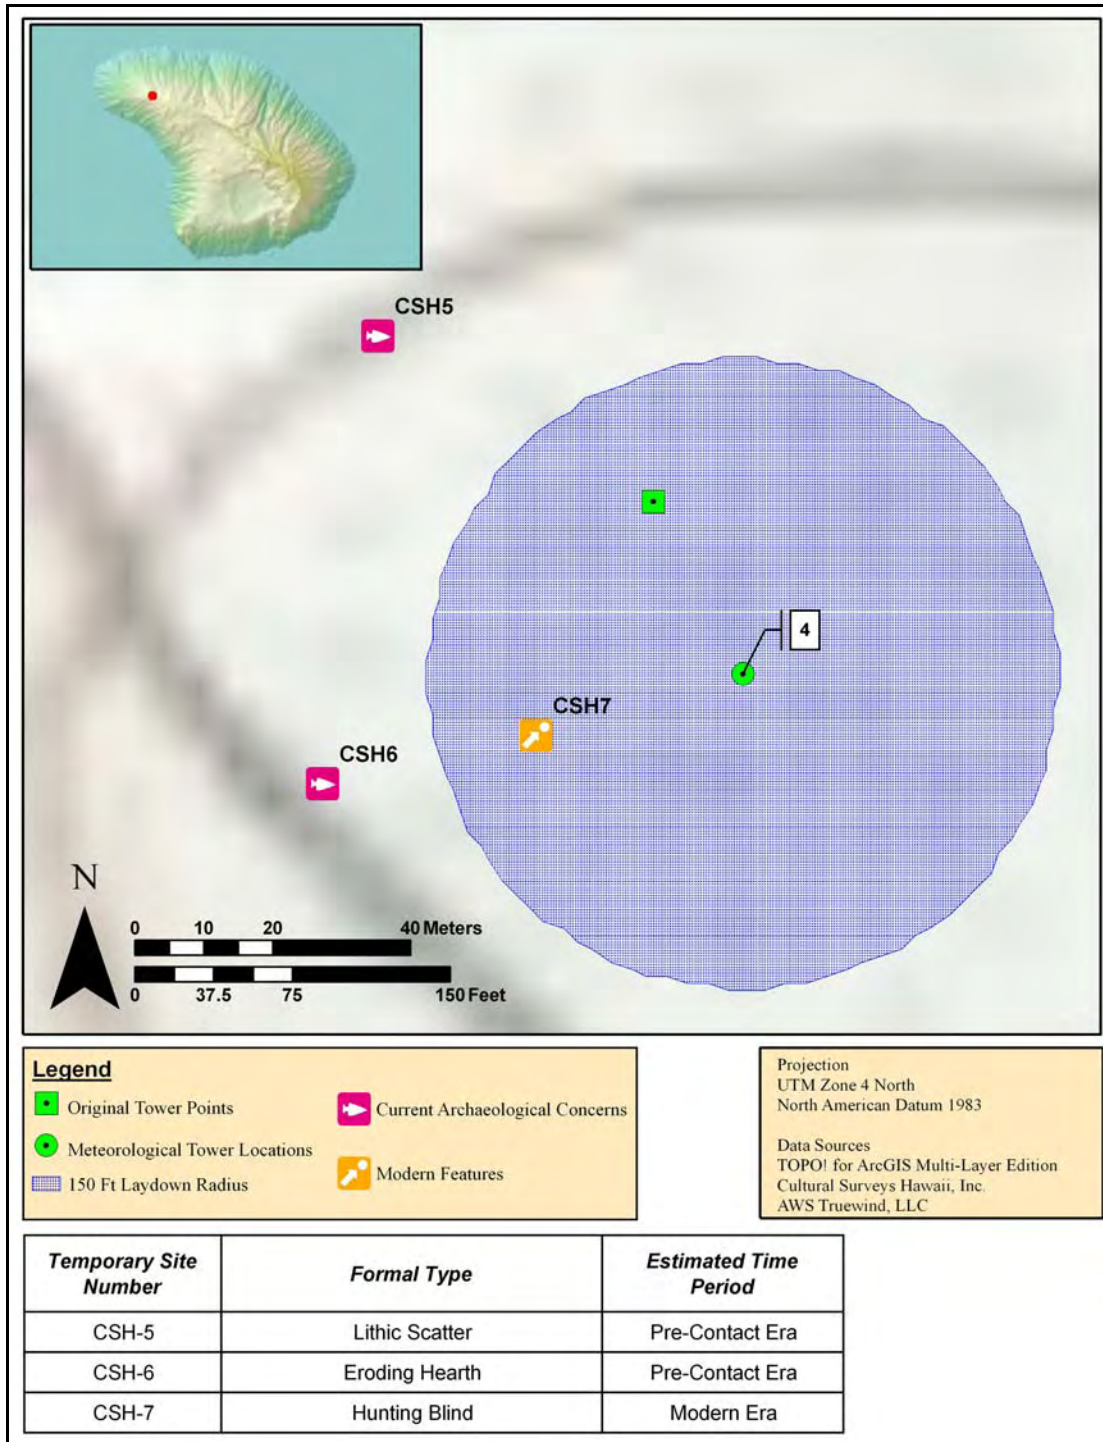 CSH5
4
CSH7
CSH6
N
0 10 20 40 Meters
0 37.5 75 150 Feet
Legend
Original Tower Points
Meteorological Tower Locations
150 Ft Laydown Radius
Current Archaeological Concerns
Modern Features
Projection
UTM Zone 4 North
North American Datum 1983
Data Sources
TOPO! for ArcGIS Multi-Layer Edition
Cultural Surveys Hawaii, Inc.
AWS Truewind, LLC
Temporary Site Number Formal Type Estimated Time Period
CSH-5 Lithic Scatter Pre-Contact Era
CSH-6 Eroding Hearth Pre-Contact Era
CSH-7 Hunting Blind Modern Era